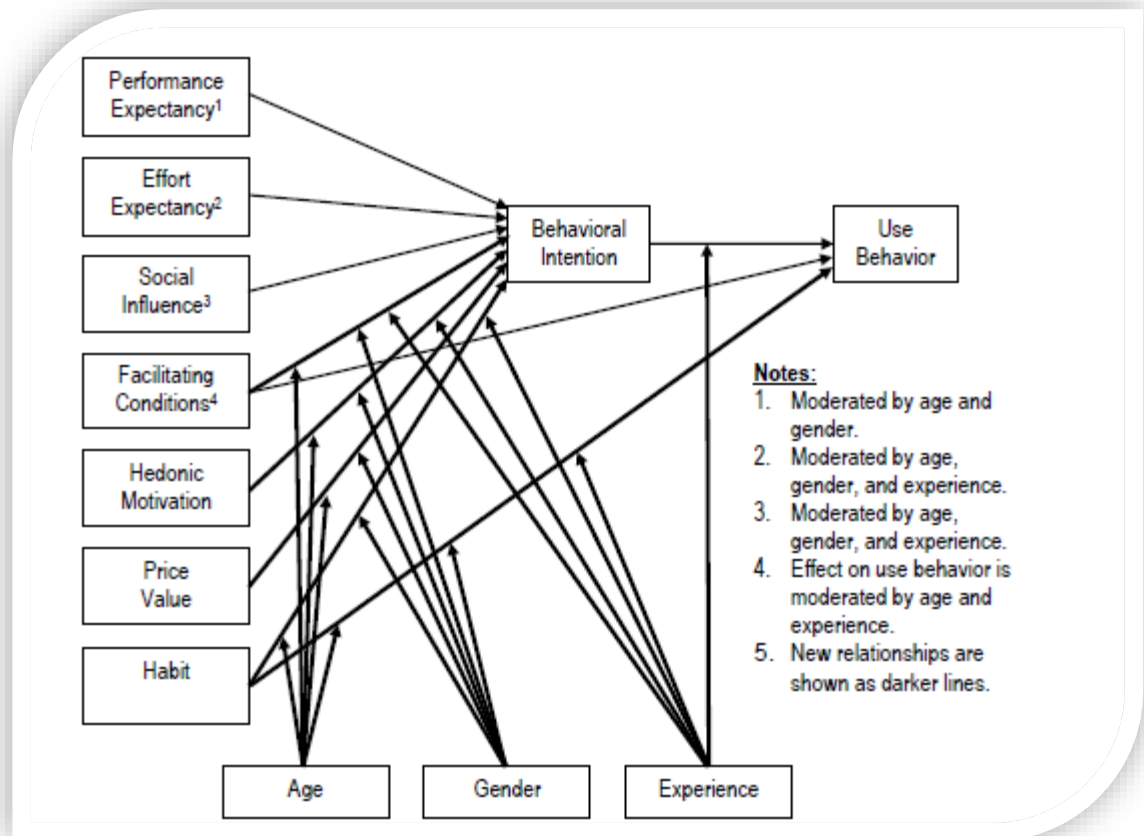 Performance
Expectancy¹
Effort
Expectancy²
Social
Influence³
Facilitating
Conditions⁴
Hedonic
Motivation
Price
Value
Habit
Behavioral
Intention
Use
Behavior
Notes:
1. Moderated by age and
gender.
2. Moderated by age,
gender, and experience.
3. Moderated by age,
gender, and experience.
4. Effect on use behavior is
moderated by age and
experience.
5. New relationships are
shown as darker lines.
Age
Gender
Experience